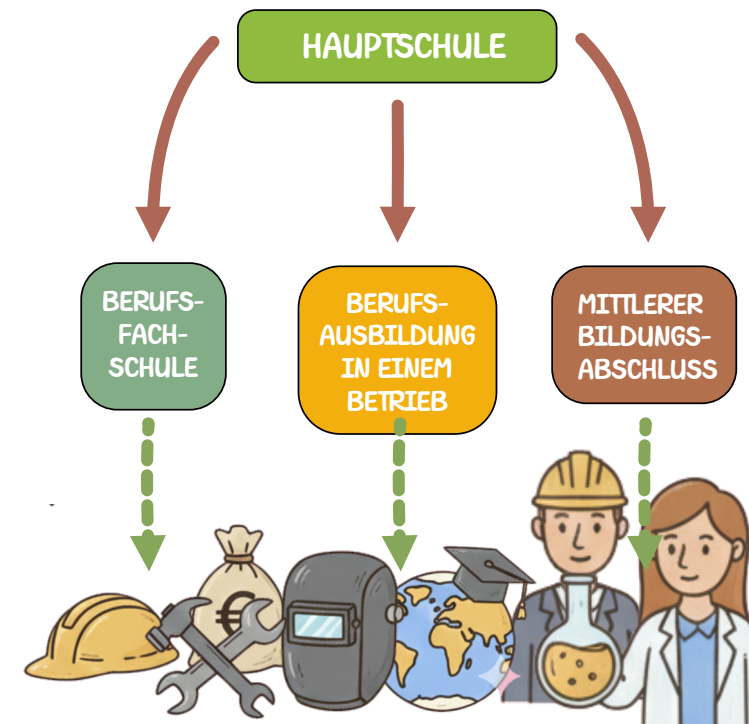 HAUPTSCHULE
BERUFS-
FACH-
SCHULE
BERUFS-
AUSBILDUNG
IN EINEM
BETRIEB
MITTLERER
BILDUNGS-
ABSCHLUSS
€